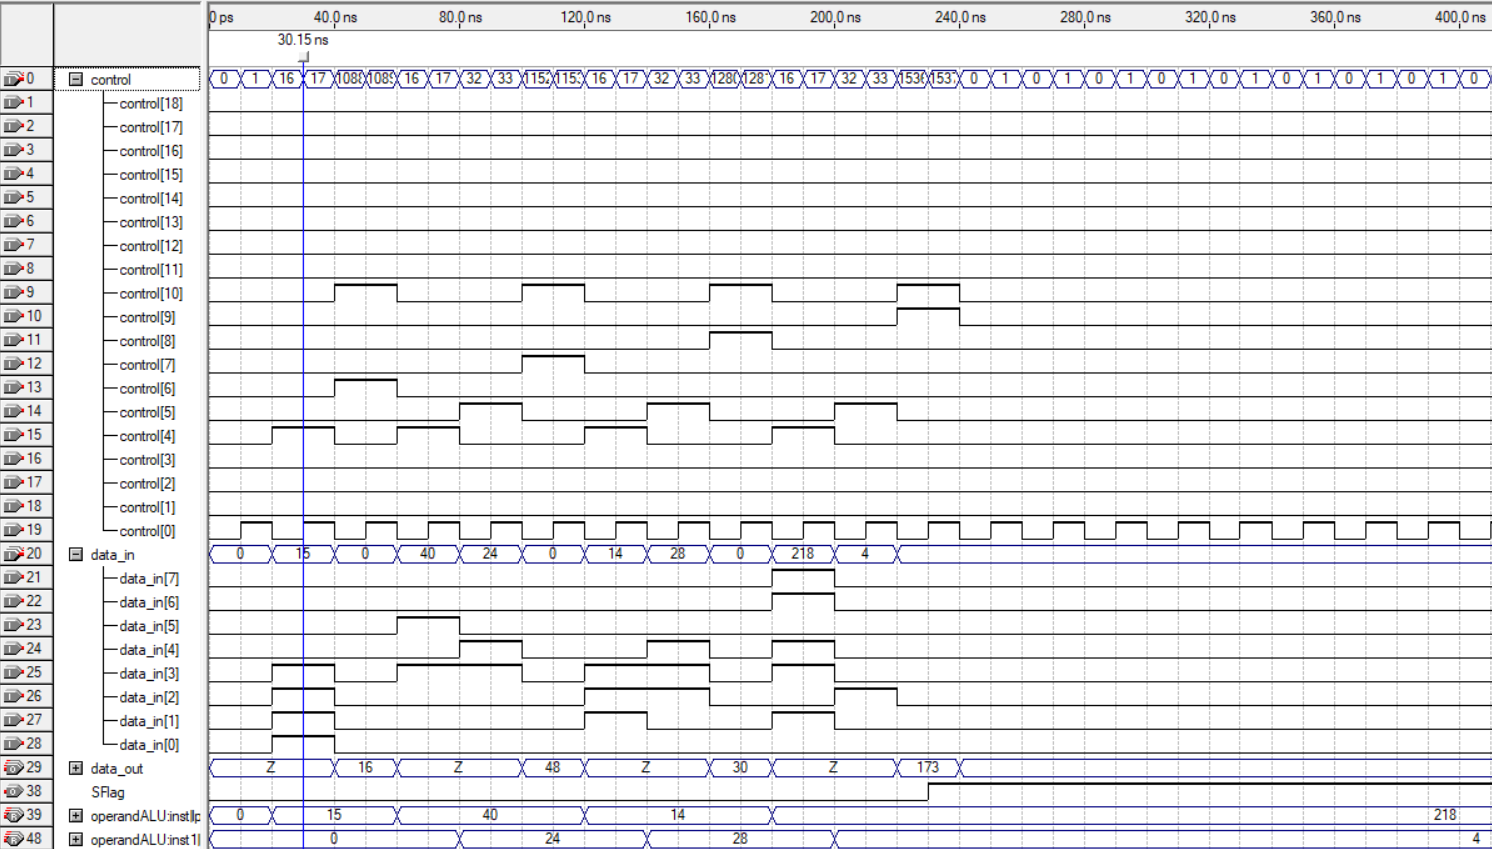 0 ps 40.0 ns 80.0 ns 120.0 ns 160.0 ns 200.0 ns 240.0 ns 280.0 ns 320.0 ns 360.0 ns 400.0 ns
30.15 ns
0 control 0 1 16 17 16 17 32 33 16 17 32 33 16 17 32 33 0 1 0 1 0 1 0 1 0 1 0 1 0 1 0 1 0
1 control[18]
2 control[17]
3 control[16]
4 control[15]
5 control[14]
6 control[13]
7 control[12]
8 control[11]
9 control[10]
10 control[9]
11 control[8]
12 control[7]
13 control[6]
14 control[5]
15 control[4]
16 control[3]
17 control[2]
18 control[1]
19 control[0]
20 data_in 0 15 0 40 24 0 14 28 0 218 4
21 data_in[7]
22 data_in[6]
23 data_in[5]
24 data_in[4]
25 data_in[3]
26 data_in[2]
27 data_in[1]
28 data_in[0]
29 data_out Z 16 Z 48 Z 30 Z 173
38 SFlag
39 operandALU:inst|lp 0 15 40 14 218
48 operandALU:inst1| 0 24 28 4